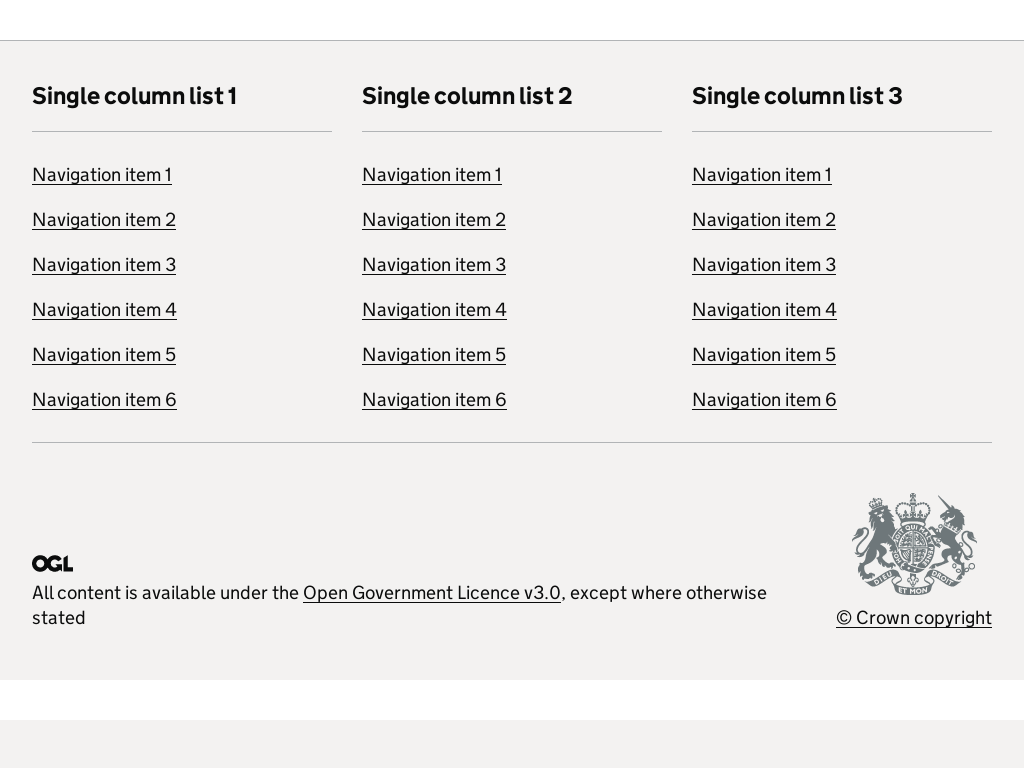 Single column list 1
Navigation item 1
Navigation item 2
Navigation item 3
Navigation item 4
Navigation item 5
Navigation item 6
Single column list 2
Navigation item 1
Navigation item 2
Navigation item 3
Navigation item 4
Navigation item 5
Navigation item 6
Single column list 3
Navigation item 1
Navigation item 2
Navigation item 3
Navigation item 4
Navigation item 5
Navigation item 6
OGL
All content is available under the Open Government Licence v3.0, except where otherwise
stated
DIEU ET MON DROIT
© Crown copyright